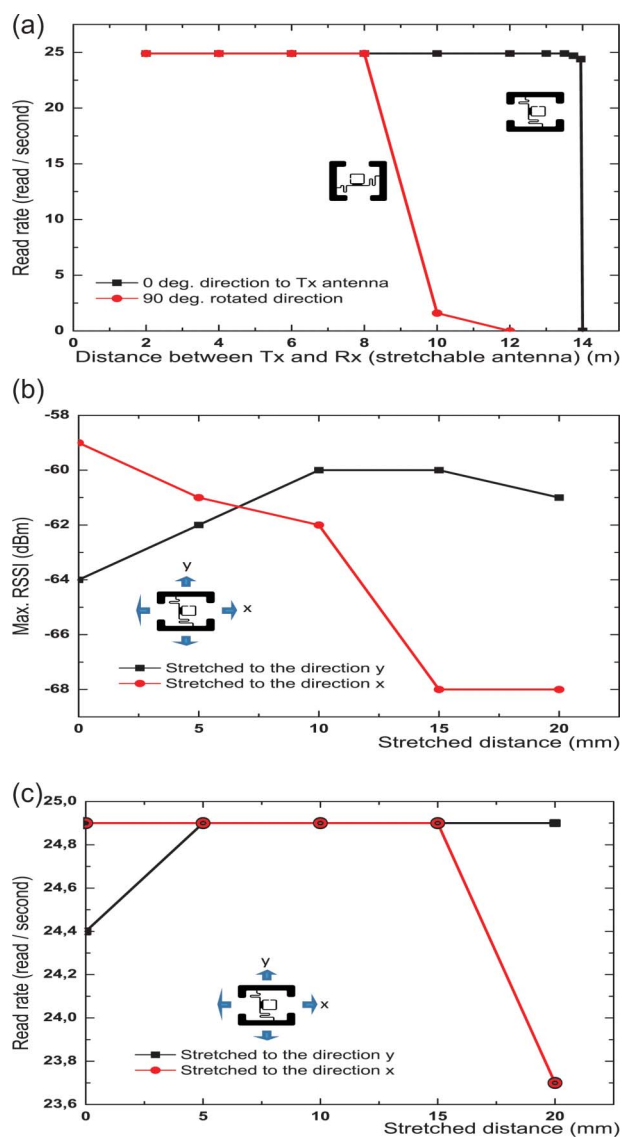 (a)
25
20
15
10
5
0
Read rate (read / second)
0 deg. direction to Tx antenna
90 deg. rotated direction
2 4 6 8 10 12 14
Distance between Tx and Rx (stretchable antenna) (m)
(b)
-58
-60
-62
-64
-66
-68
Max. RSSI (dBm)
y
x
Stretched to the direction y
Stretched to the direction x
0 5 10 15 20
Stretched distance (mm)
(c)
25,0
24,8
24,6
24,4
24,2
24,0
23,8
23,6
Read rate (read / second)
y
x
Stretched to the direction y
Stretched to the direction x
0 5 10 15 20
Stretched distance (mm)